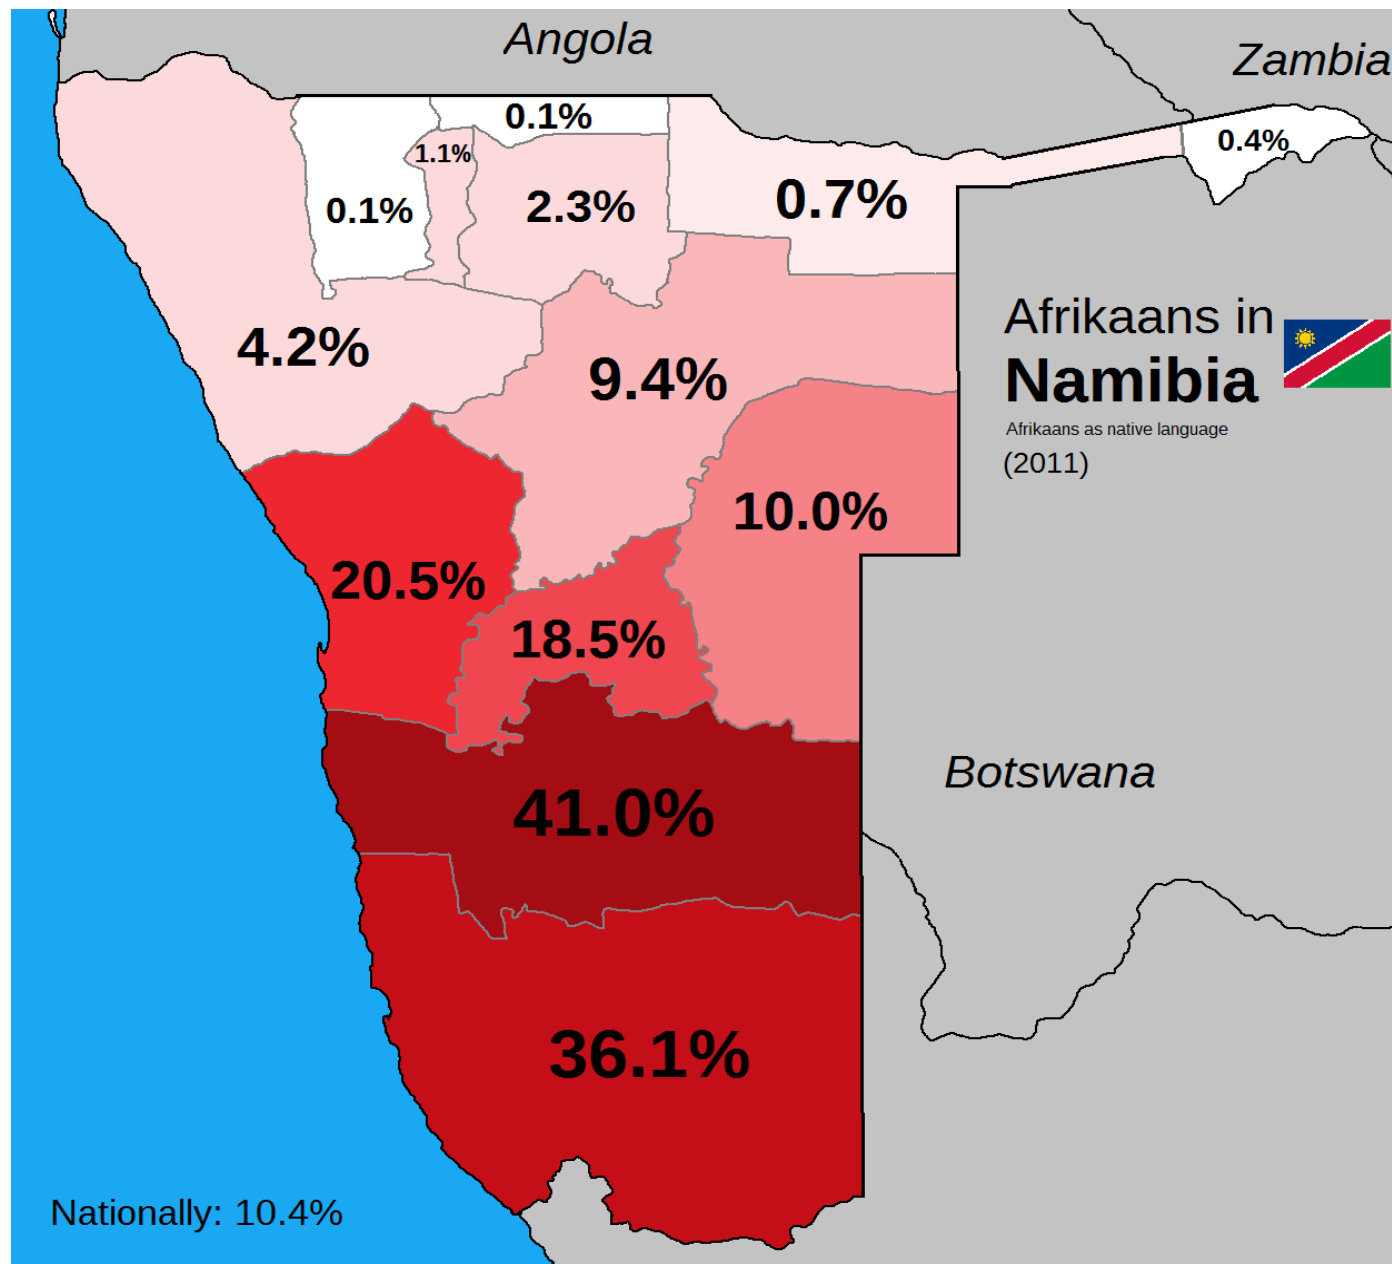 Angola
Zambia
0.1%
0.4%
1.1%
0.1%
2.3%
0.7%
Afrikaans in
Namibia
Afrikaans as native language
(2011)
4.2%
9.4%
10.0%
20.5%
18.5%
Botswana
41.0%
36.1%
Nationally: 10.4%